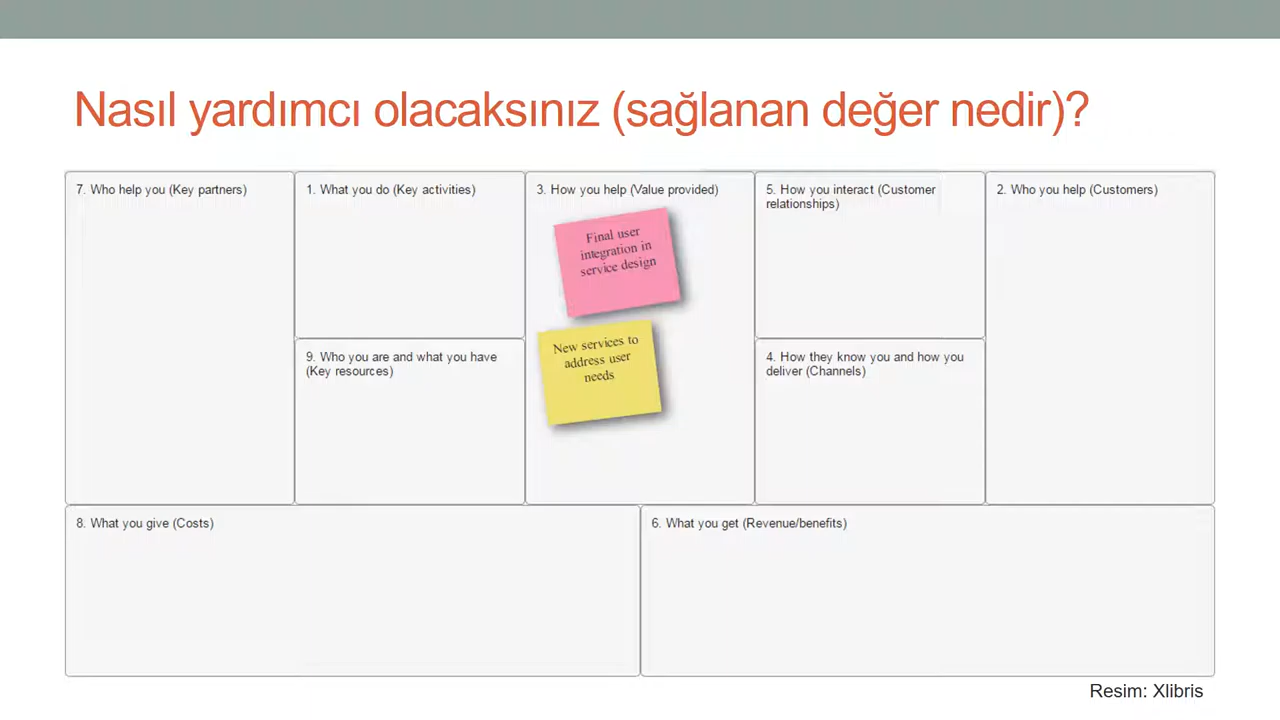 Nasıl yardımcı olacaksınız (sağlanan değer nedir)?
7. Who help you (Key partners)
1. What you do (Key activities)
3. How you help (Value provided)
Final user
integration in
service design
New services to
address user
needs
5. How you interact (Customer
relationships)
2. Who you help (Customers)
9. Who you are and what you have
(Key resources)
4. How they know you and how you
deliver (Channels)
8. What you give (Costs)
6. What you get (Revenue/benefits)
Resim: Xlibris